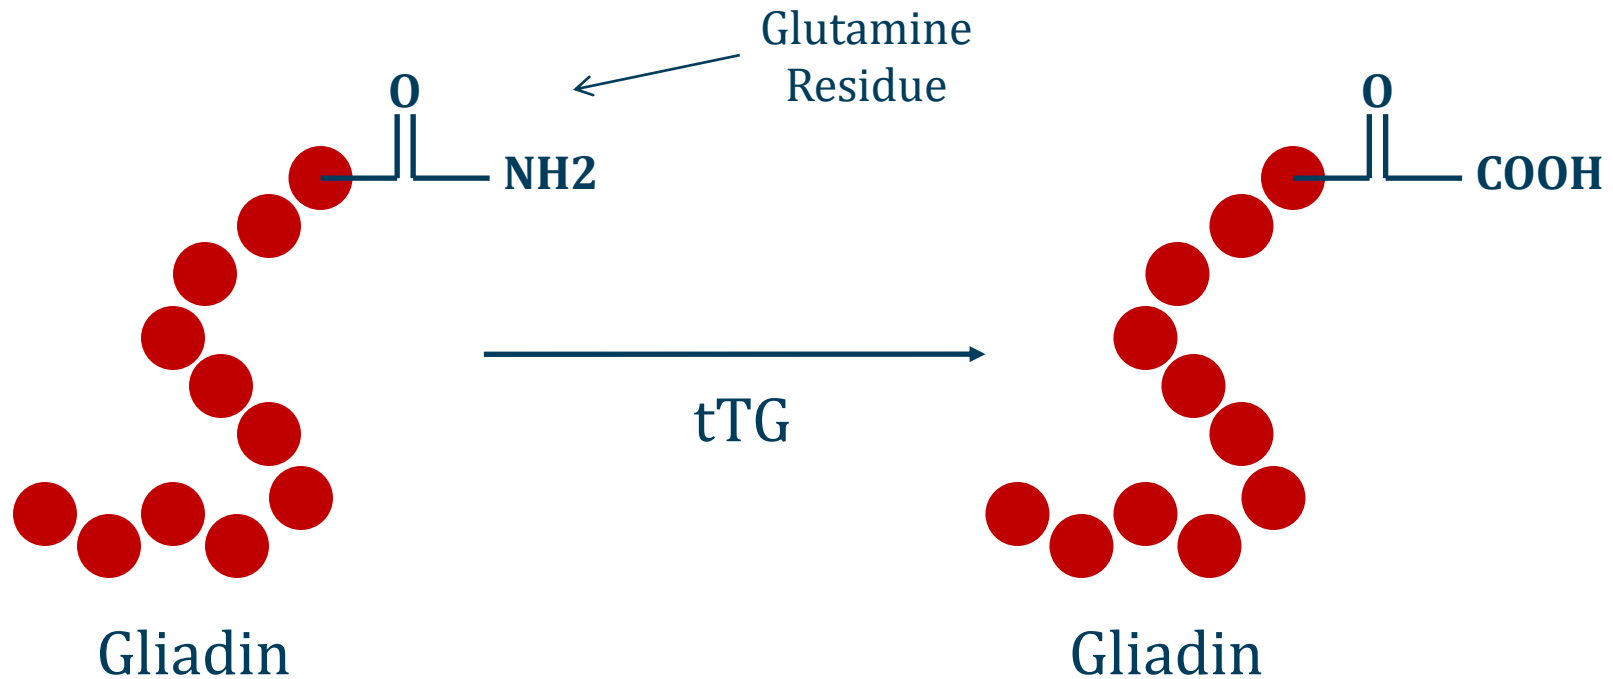 Glutamine
Residue
O
NH2
O
COOH
tTG
Gliadin
Gliadin